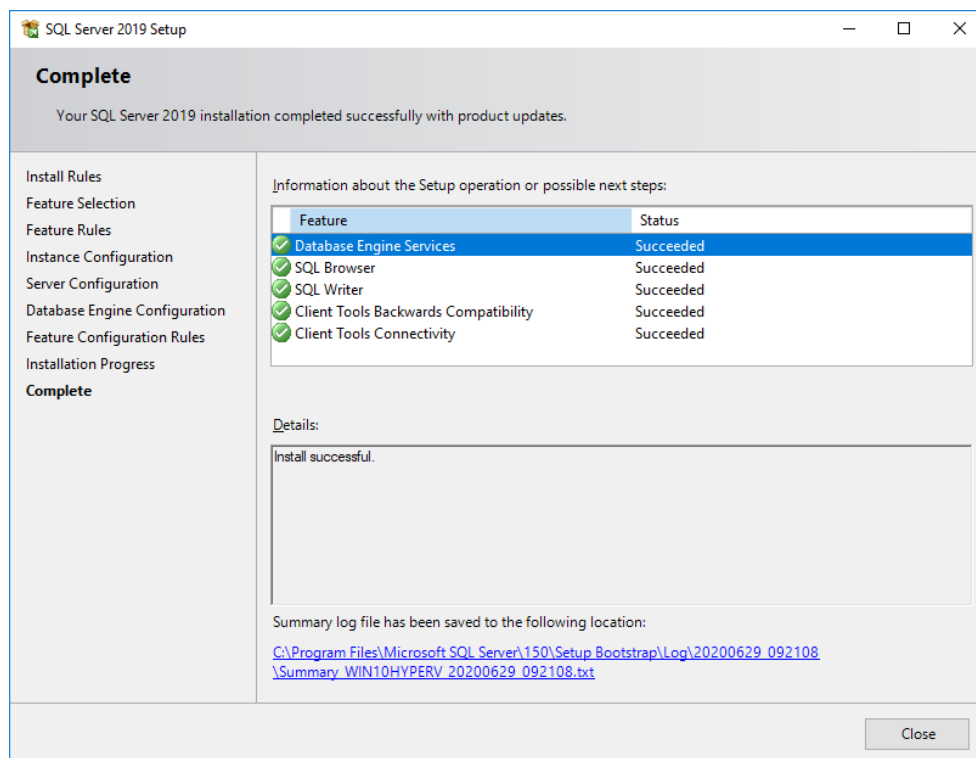 SQL Server 2019 Setup
Complete
Your SQL Server 2019 installation completed successfully with product updates.
Install Rules
Feature Selection
Feature Rules
Instance Configuration
Server Configuration
Database Engine Configuration
Feature Configuration Rules
Installation Progress
Complete
Information about the Setup operation or possible next steps:
Feature Status
Database Engine Services Succeeded
SQL Browser Succeeded
SQL Writer Succeeded
Client Tools Backwards Compatibility Succeeded
Client Tools Connectivity Succeeded
Details:
Install successful.
Summary log file has been saved to the following location:
C:\Program Files\Microsoft SQL Server\150\Setup Bootstrap\Log\20200629_092108
\Summary_WIN10HYPERV_20200629_092108.txt
Close